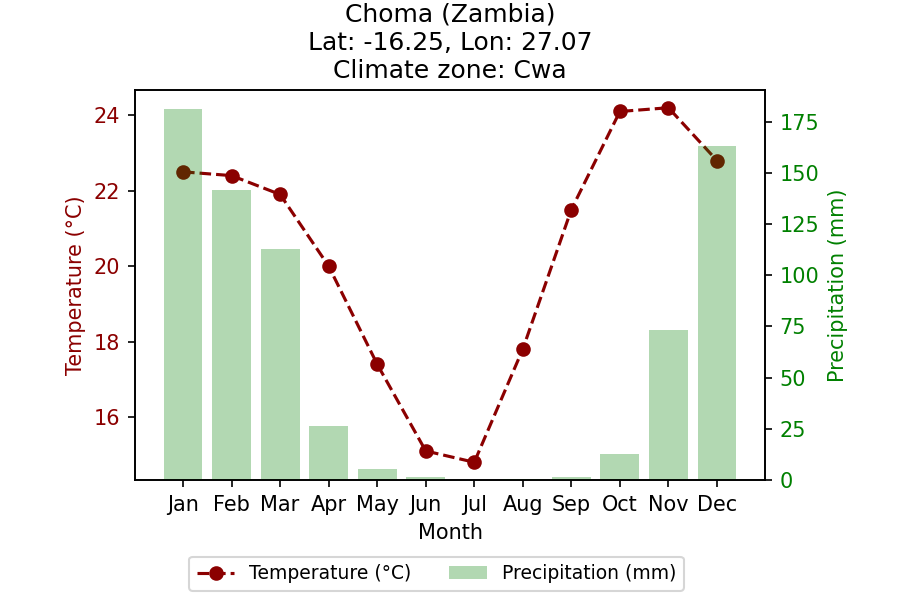 Choma (Zambia)
Lat: -16.25, Lon: 27.07
Climate zone: Cwa
Temperature (°C)
24
22
20
18
16
Precipitation (mm)
175
150
125
100
75
50
25
0
Jan Feb Mar Apr May Jun Jul Aug Sep Oct Nov Dec
Month
Temperature (°C) Precipitation (mm)